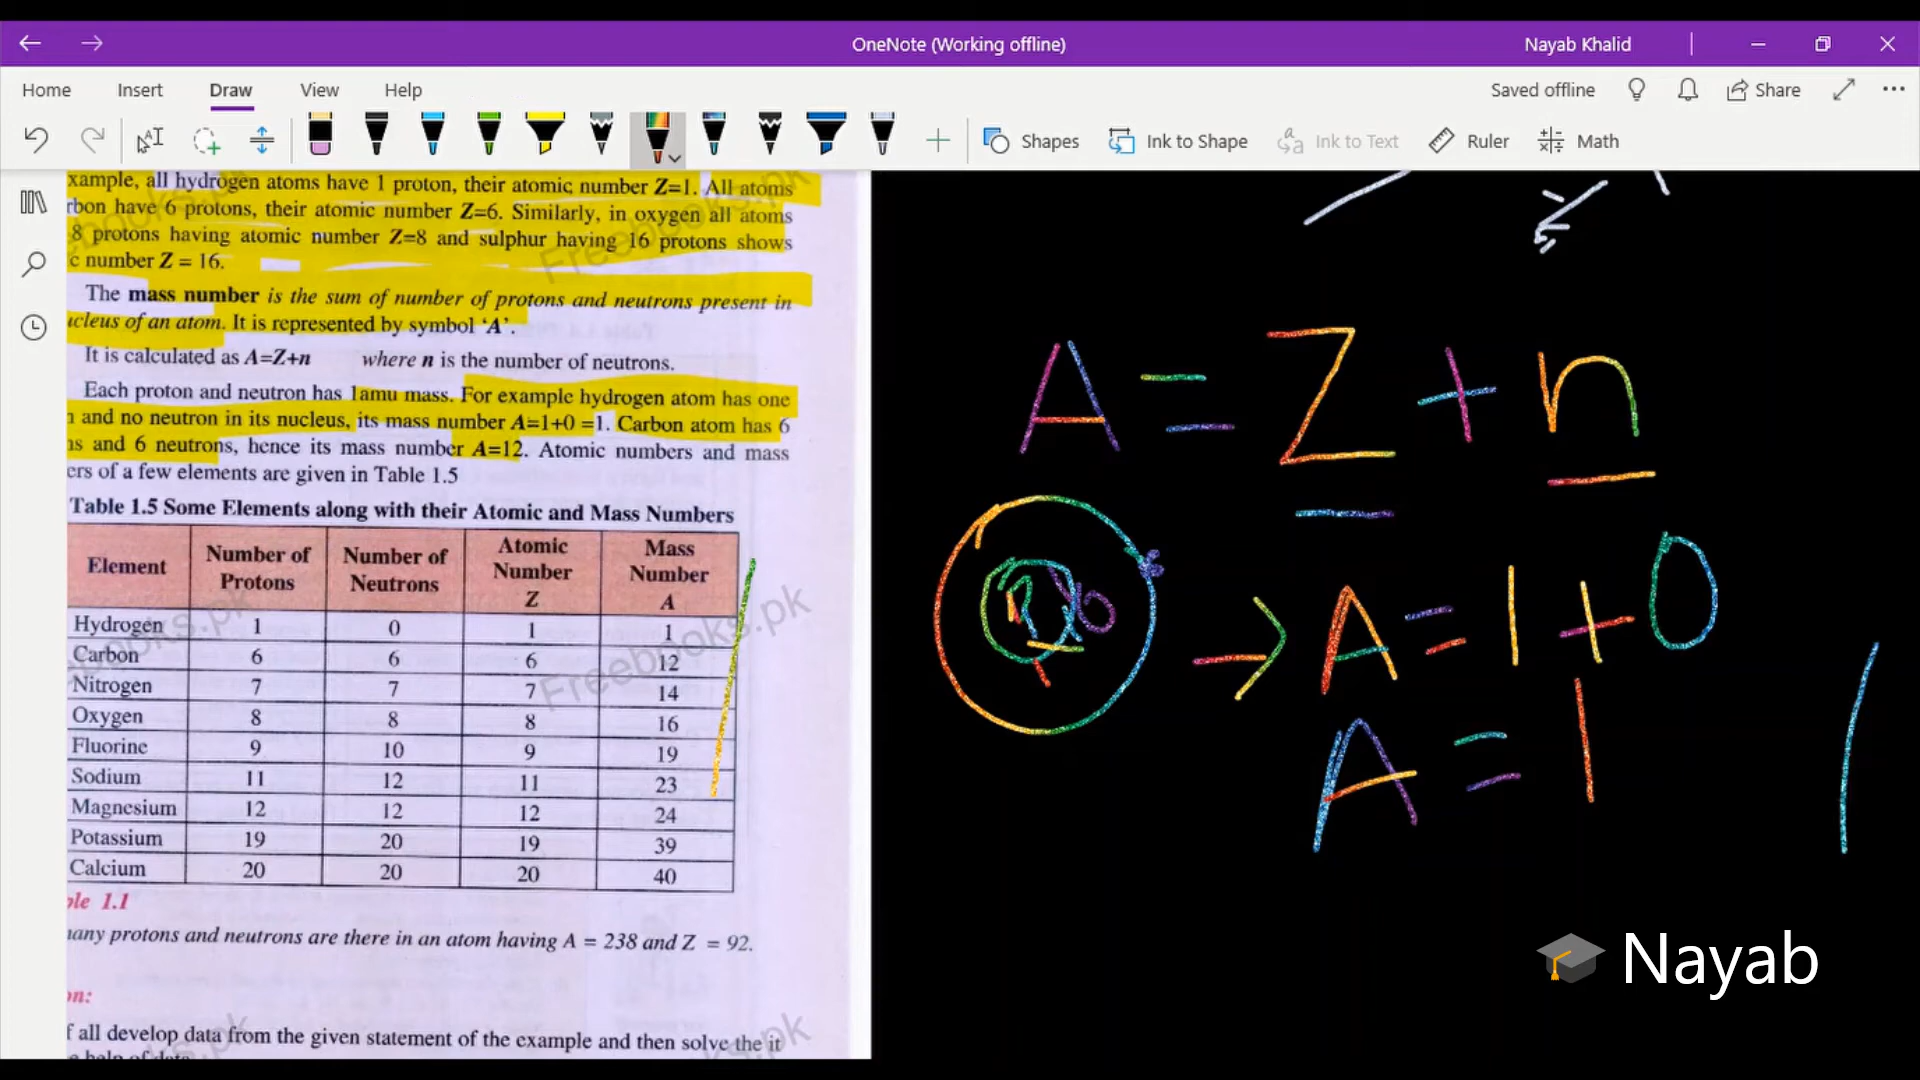 OneNote (Working offline)
Nayab Khalid
Home Insert Draw View Help
Saved offline Share
Shapes Ink to Shape Ink to Text Ruler Math
xample, all hydrogen atoms have 1 proton, their atomic number Z=1. All atoms
rbon have 6 protons, their atomic number Z=6. Similarly, in oxygen all atoms
8 protons having atomic number Z=8 and sulphur having 16 protons shows
c number Z = 16.
The mass number is the sum of number of protons and neutrons present in
ucleus of an atom. It is represented by symbol ‘A’.
It is calculated as A=Z+n where n is the number of neutrons.
Each proton and neutron has 1amu mass. For example hydrogen atom has one
n and no neutron in its nucleus, its mass number A=1+0 =1. Carbon atom has 6
ns and 6 neutrons, hence its mass number A=12. Atomic numbers and mass
ers of a few elements are given in Table 1.5
Table 1.5 Some Elements along with their Atomic and Mass Numbers
Element Number of Protons Number of Neutrons Atomic Number Z Mass Number A
Hydrogen 1 0 1 1
Carbon 6 6 6 12
Nitrogen 7 7 7 14
Oxygen 8 8 8 16
Fluorine 9 10 9 19
Sodium 11 12 11 23
Magnesium 12 12 12 24
Potassium 19 20 19 39
Calcium 20 20 20 40
ple 1.1
many protons and neutrons are there in an atom having A = 238 and Z = 92.
on:
f all develop data from the given statement of the example and then solve the it
e help of data
Freebooks.pk
A = Z + n
A = 1 + 0
A = 1
Nayab